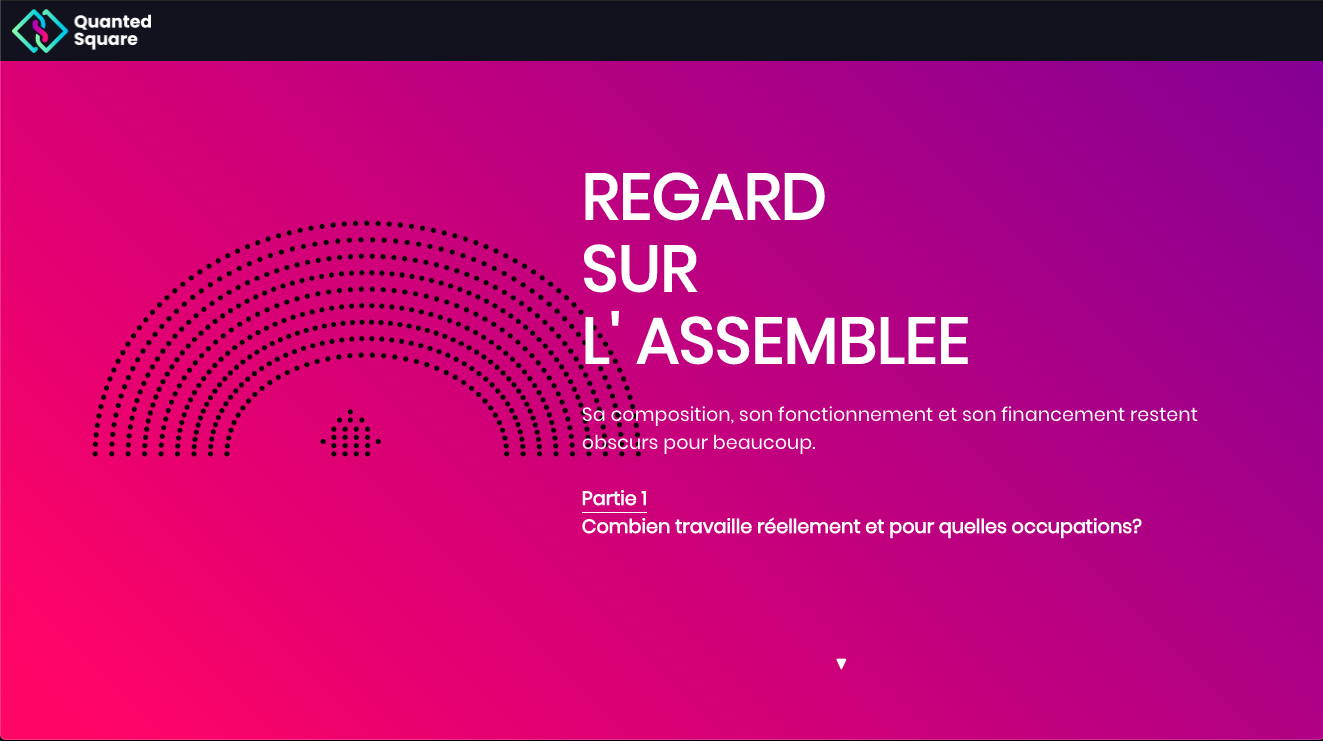 Quanted
Square
REGARD
SUR
L' ASSEMBLEE
Sa composition, son fonctionnement et son financement restent
obscurs pour beaucoup.
Partie 1
Combien travaille réellement et pour quelles occupations?